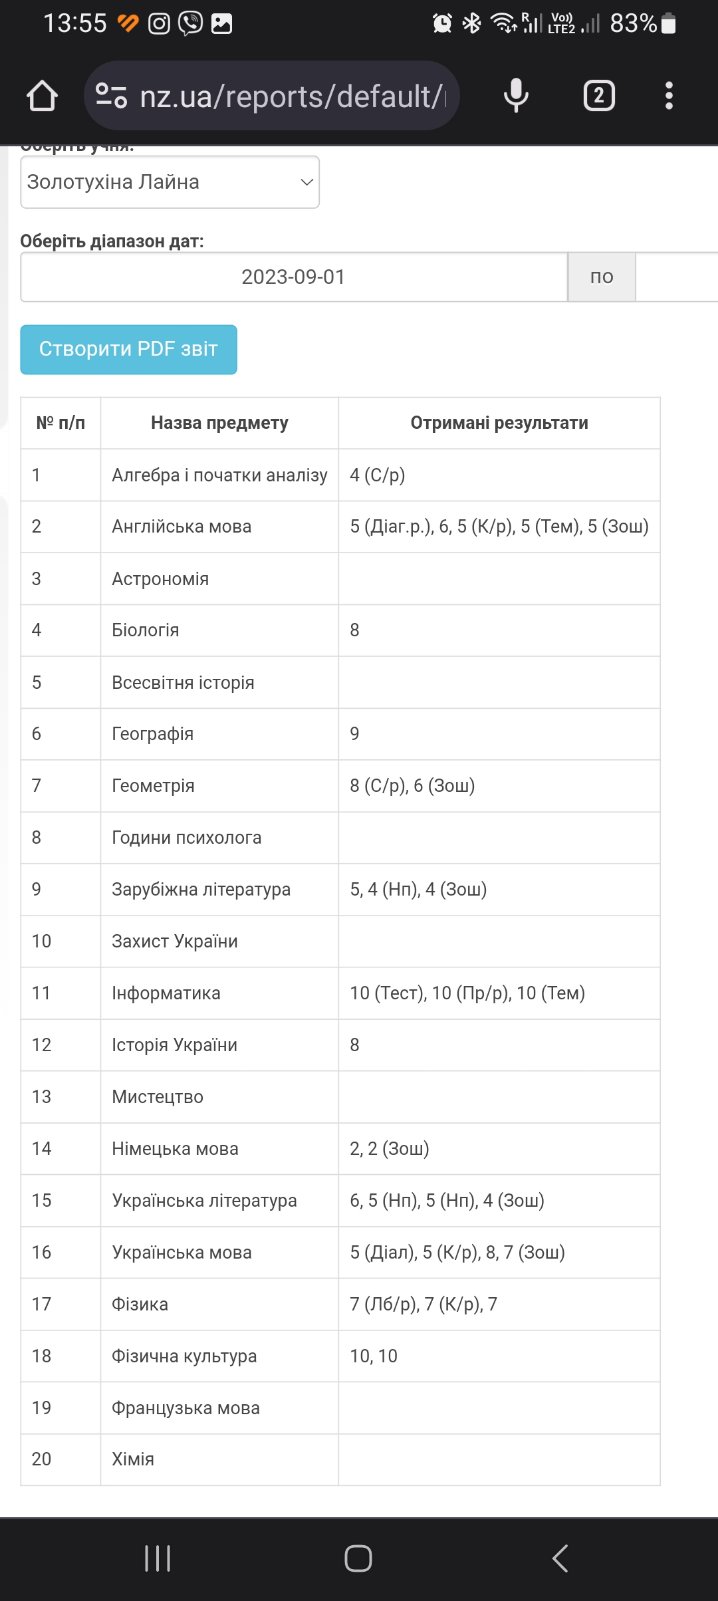 13:55
R
Vo))
LTE2
83%
nz.ua/reports/default/
2
Оберіть учня:
Золотухіна Лайна
Оберіть діапазон дат:
2023-09-01 по
Створити PDF звіт
№ п/п Назва предмету Отримані результати
1 Алгебра і початки аналізу 4 (С/р)
2 Англійська мова 5 (Діаг.р.), 6, 5 (К/р), 5 (Тем), 5 (Зош)
3 Астрономія
4 Біологія 8
5 Всесвітня історія
6 Географія 9
7 Геометрія 8 (С/р), 6 (Зош)
8 Години психолога
9 Зарубіжна література 5, 4 (Нп), 4 (Зош)
10 Захист України
11 Інформатика 10 (Тест), 10 (Пр/р), 10 (Тем)
12 Історія України 8
13 Мистецтво
14 Німецька мова 2, 2 (Зош)
15 Українська література 6, 5 (Нп), 5 (Нп), 4 (Зош)
16 Українська мова 5 (Діал), 5 (К/р), 8, 7 (Зош)
17 Фізика 7 (Лб/р), 7 (К/р), 7
18 Фізична культура 10, 10
19 Французька мова
20 Хімія